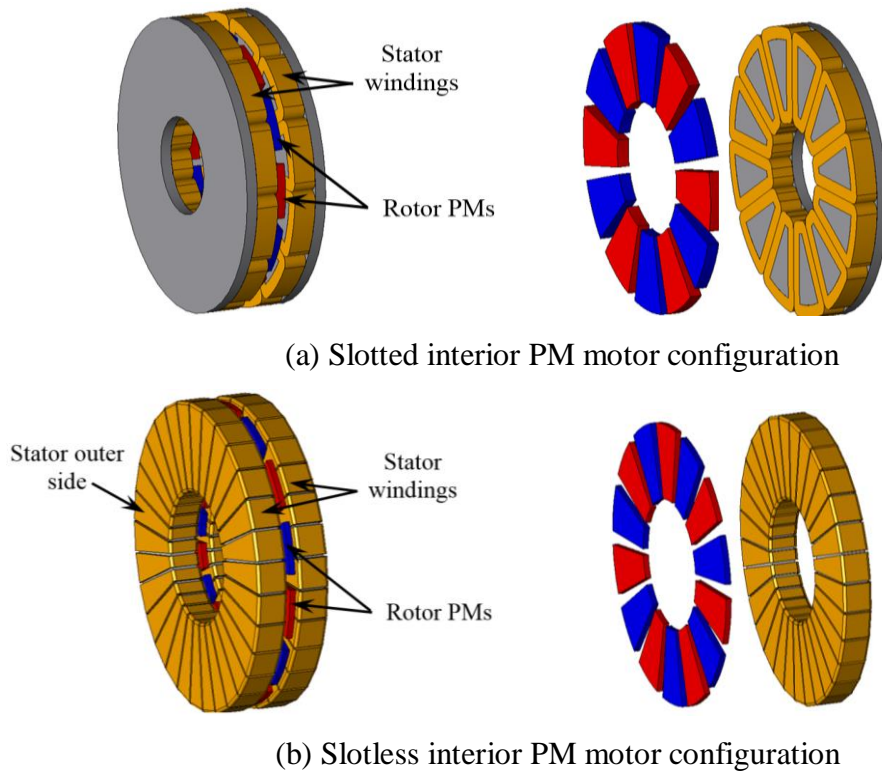 Stator
windings
Rotor PMs
(a) Slotted interior PM motor configuration
Stator outer
side
Stator
windings
Rotor PMs
(b) Slotless interior PM motor configuration